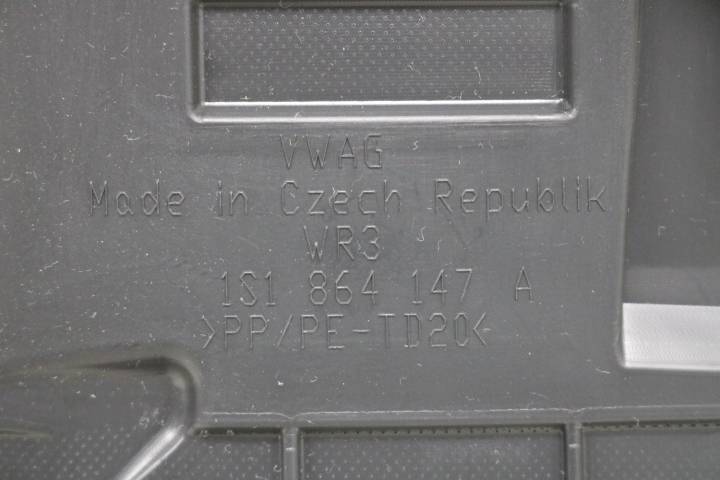 VWAG
Made in Czech Republik
WR3
1S1 864 147 A
>PP/PE-TD20<